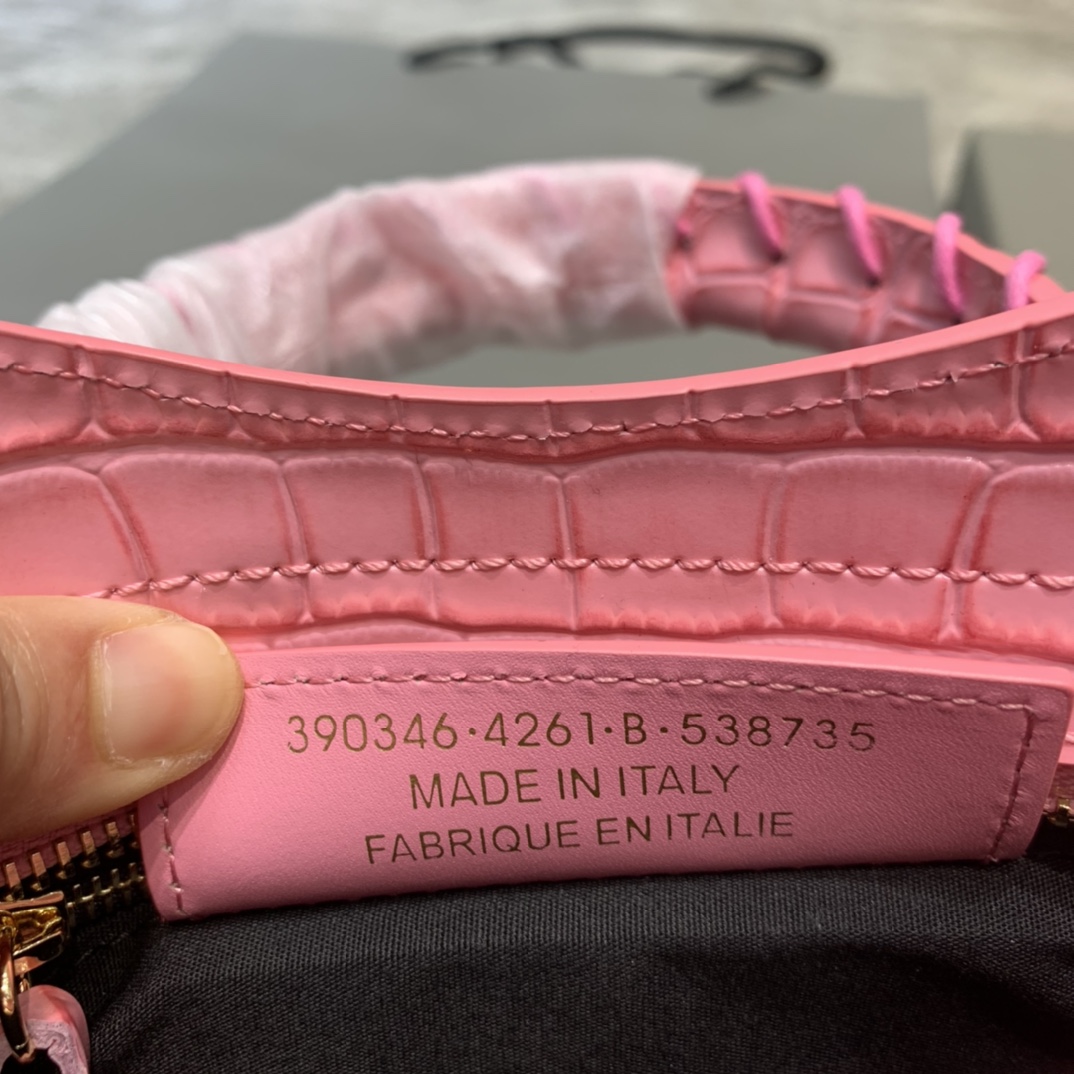 390346·4261·B·538735
MADE IN ITALY
FABRIQUE EN ITALIE